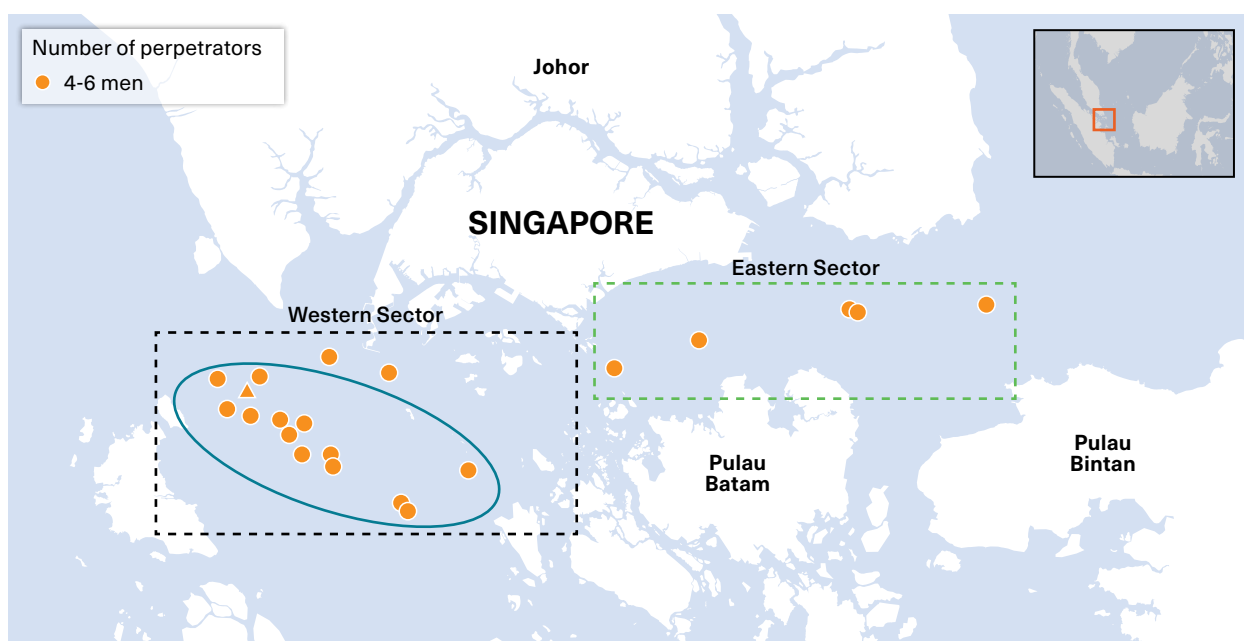 Number of perpetrators
4-6 men
Johor
SINGAPORE
Eastern Sector
Western Sector
Pulau
Batam
Pulau
Bintan